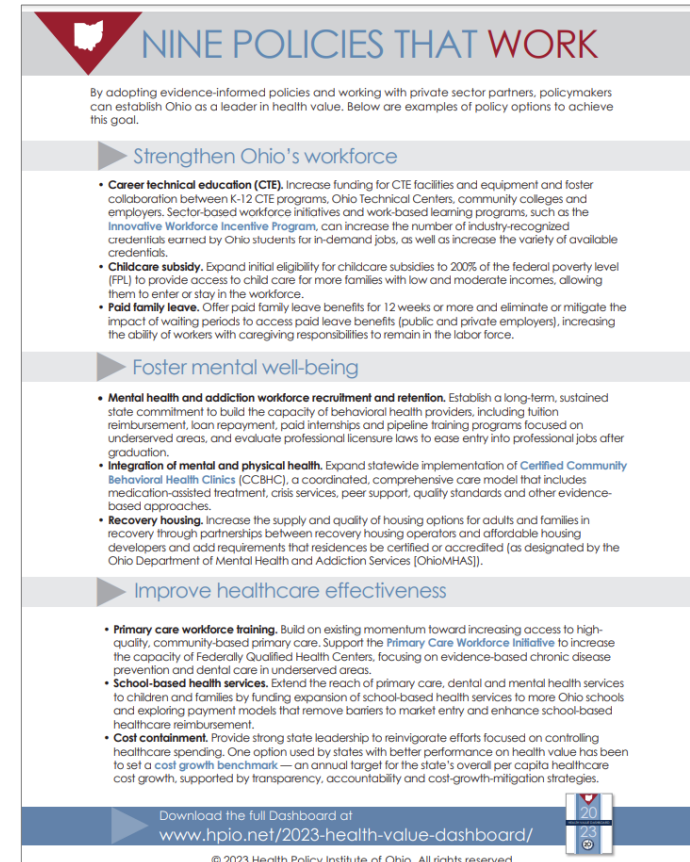 NINE POLICIES THAT WORK
By adopting evidence-informed policies and working with private sector partners, policymakers
can establish Ohio as a leader in health value. Below are examples of policy options to achieve
this goal.
Strengthen Ohio's workforce
• Career technical education (CTE). Increase funding for CTE facilities and equipment and foster
collaboration between K-12 CTE programs, Ohio Technical Centers, community colleges and
employers. Sector-based workforce initiatives and work-based learning programs, such as the
Innovative Workforce Incentive Program, can increase the number of industry-recognized
credentials earned by Ohio students for in-demand jobs, as well as increase the variety of available
credentials.
• Childcare subsidy. Expand initial eligibility for childcare subsidies to 200% of the federal poverty level
(FPL) to provide access to child care for more families with low and moderate incomes, allowing
them to enter or stay in the workforce.
• Paid family leave. Offer paid family leave benefits for 12 weeks or more and eliminate or mitigate the
impact of waiting periods to access paid leave benefits (public and private employers), increasing
the ability of workers with caregiving responsibilities to remain in the labor force.
Foster mental well-being
• Mental health and addiction workforce recruitment and retention. Establish a long-term, sustained
state commitment to build the capacity of behavioral health providers, including tuition
reimbursement, loan repayment, paid internships and pipeline training programs focused on
underserved areas, and evaluate professional licensure laws to ease entry into professional jobs after
graduation.
• Integration of mental and physical health. Expand statewide implementation of Certified Community
Behavioral Health Clinics (CCBHC), a coordinated, comprehensive care model that includes
medication-assisted treatment, crisis services, peer support, quality standards and other evidence-
based approaches.
• Recovery housing. Increase the supply and quality of housing options for adults and families in
recovery through partnerships between recovery housing operators and affordable housing
developers and add requirements that residences be certified or accredited (as designated by the
Ohio Department of Mental Health and Addiction Services [OhioMHAS]).
Improve healthcare effectiveness
• Primary care workforce training. Build on existing momentum toward increasing access to high-
quality, community-based primary care. Support the Primary Care Workforce Initiative to increase
the capacity of Federally Qualified Health Centers, focusing on evidence-based chronic disease
prevention and dental care in underserved areas.
• School-based health services. Extend the reach of primary care, dental and mental health services
to children and families by funding expansion of school-based health services to more Ohio schools
and exploring payment models that remove barriers to market entry and enhance school-based
healthcare reimbursement.
• Cost containment. Provide strong state leadership to reinvigorate efforts focused on controlling
healthcare spending. One option used by states with better performance on health value has been
to set a cost growth benchmark — an annual target for the state's overall per capita healthcare
cost growth, supported by transparency, accountability and cost-growth-mitigation strategies.
Download the full Dashboard at
www.hpio.net/2023-health-value-dashboard/
20
23
© 2023 Health Policy Institute of Ohio. All rights reserved